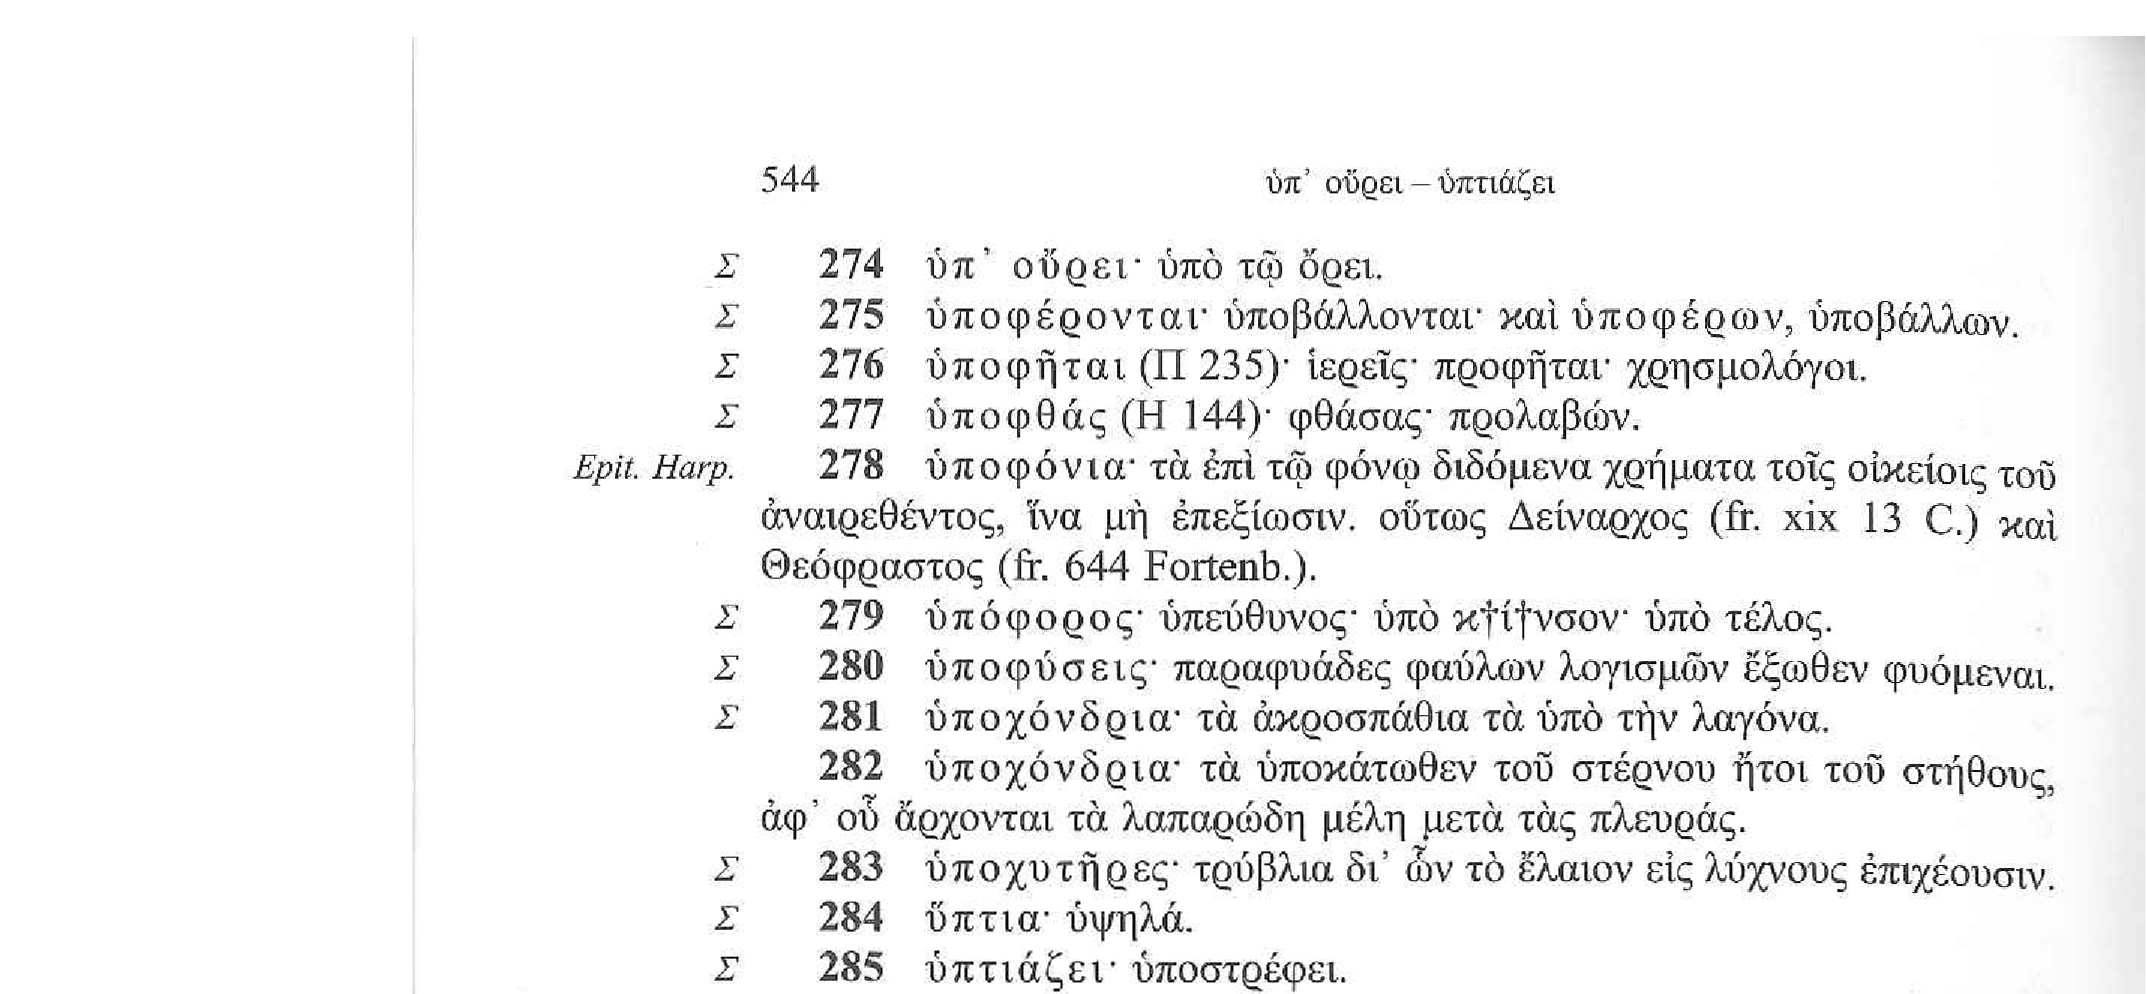 544 ὑπ’ οὔρει – ὑπτιάζει
Σ 274 ὑπ’ οὔρει· ὑπὸ τῷ ὄρει.
Σ 275 ὑποφέρονται· ὑποβάλλονται· καὶ ὑποφέρων, ὑποβάλλων.
Σ 276 ὑποφῆται (Π 235)· ἱερεῖς· προφῆται· χρησμολόγοι.
Σ 277 ὑποφθάς (Η 144)· φθάσας· προλαβών.
Epit. Harp. 278 ὑποφόνια· τὰ ἐπὶ τῷ φόνῳ διδόμενα χρήματα τοῖς οἰκείοις τοῦ
ἀναιρεθέντος, ἵνα μὴ ἐπεξίωσιν. οὕτως Δείναρχος (fr. xix 13 C.) καὶ
Θεόφραστος (fr. 644 Fortenb.).
Σ 279 ὑπόφορος· ὑπεύθυνος· ὑπὸ κ†ί†νσον· ὑπὸ τέλος.
Σ 280 ὑποφύσεις· παραφυάδες φαύλων λογισμῶν ἔξωθεν φυόμεναι.
Σ 281 ὑποχόνδρια· τὰ ἀκροσπάθια τὰ ὑπὸ τὴν λαγόνα.
282 ὑποχόνδρια· τὰ ὑποκάτωθεν τοῦ στέρνου ἤτοι τοῦ στήθους,
ἀφ’ οὗ ἄρχονται τὰ λαπαρώδη μέλη μετὰ τὰς πλευράς.
Σ 283 ὑποχυτῆρες· τρύβλια δι’ ὧν τὸ ἔλαιον εἰς λύχνους ἐπιχέουσιν.
Σ 284 ὕπτια· ὑψηλά.
Σ 285 ὑπτιάζει· ὑποστρέφει.